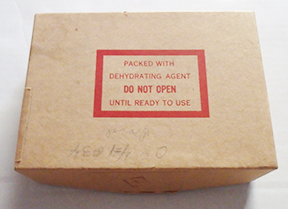 PACKED WITH
DEHYDRATING AGENT
DO NOT OPEN
UNTIL READY TO USE